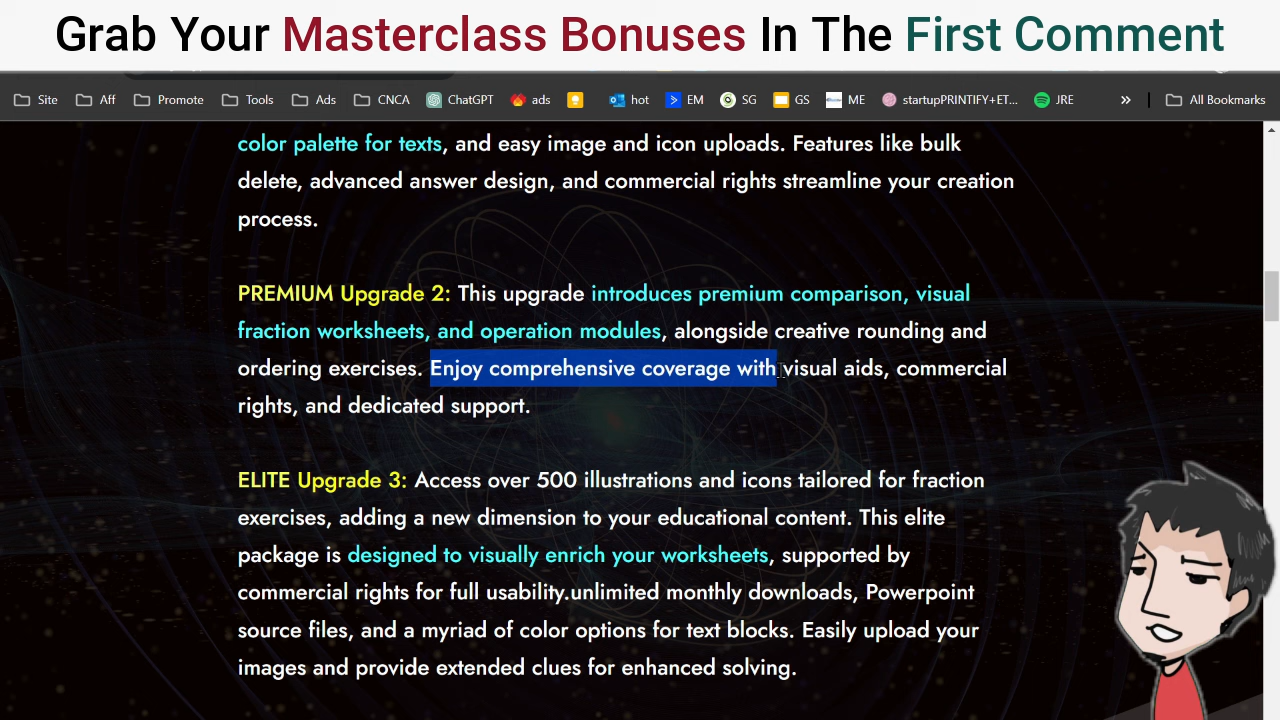 Grab Your Masterclass Bonuses In The First Comment
Site Aff Promote Tools Ads CNCA ChatGPT ads hot EM SG GS ME startupPRINTIFY+ET... JRE » All Bookmarks
color palette for texts, and easy image and icon uploads. Features like bulk
delete, advanced answer design, and commercial rights streamline your creation
process.
PREMIUM Upgrade 2: This upgrade introduces premium comparison, visual
fraction worksheets, and operation modules, alongside creative rounding and
ordering exercises. Enjoy comprehensive coverage with visual aids, commercial
rights, and dedicated support.
ELITE Upgrade 3: Access over 500 illustrations and icons tailored for fraction
exercises, adding a new dimension to your educational content. This elite
package is designed to visually enrich your worksheets, supported by
commercial rights for full usability.unlimited monthly downloads, Powerpoint
source files, and a myriad of color options for text blocks. Easily upload your
images and provide extended clues for enhanced solving.